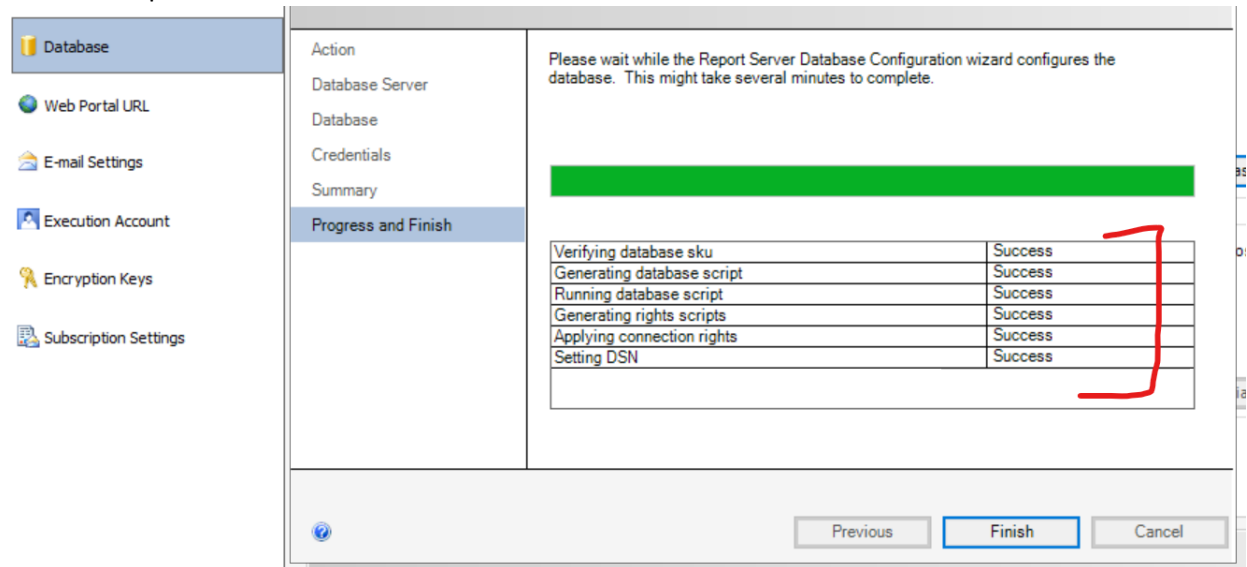 Database
Web Portal URL
E-mail Settings
Execution Account
Encryption Keys
Subscription Settings
Action
Database Server
Database
Credentials
Summary
Progress and Finish
Please wait while the Report Server Database Configuration wizard configures the
database. This might take several minutes to complete.
Verifying database sku Success
Generating database script Success
Running database script Success
Generating rights scripts Success
Applying connection rights Success
Setting DSN Success
Previous Finish Cancel